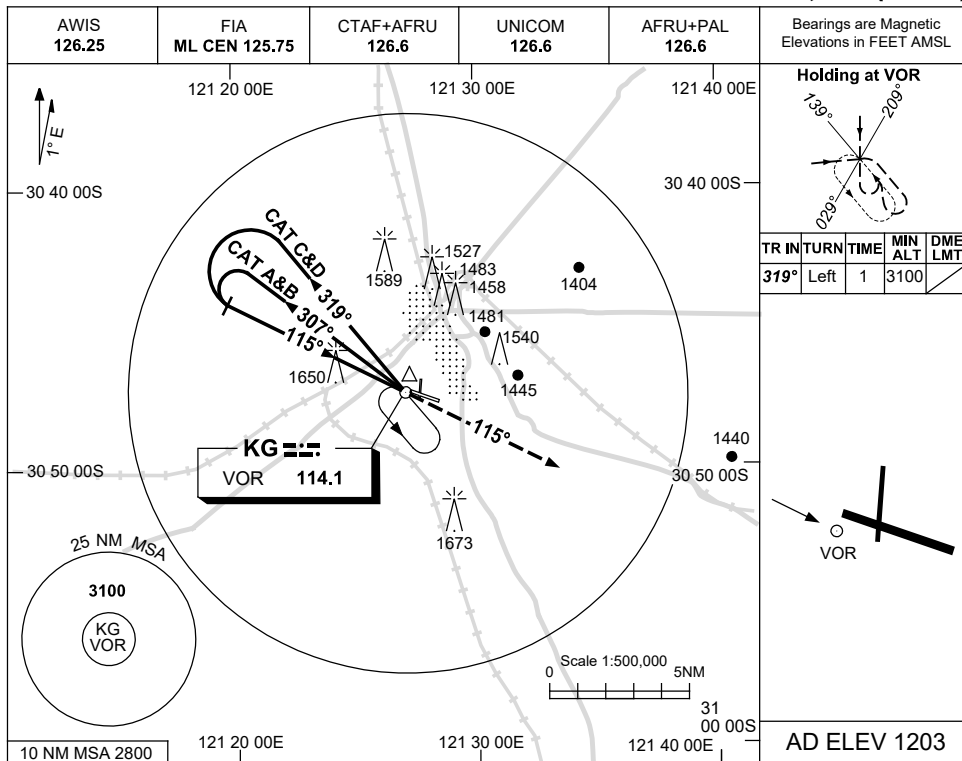 AWIS
126.25
FIA
ML CEN 125.75
CTAF+AFRU
126.6
UNICOM
126.6
AFRU+PAL
126.6
Bearings are Magnetic
Elevations in FEET AMSL
121 20 00E
121 30 00E
121 40 00E
1° E
30 40 00S
30 40 00S
CAT C&D
319°
CAT A&B
307°
115°
1589
1527
1483
1458
1404
1481
1540
1445
1650
115°
1440
KG
VOR 114.1
30 50 00S
30 50 00S
1673
25 NM MSA
3100
KG
VOR
Scale 1:500,000
0
5NM
31
00 00S
10 NM MSA 2800
121 20 00E
121 30 00E
121 40 00E
Holding at VOR
139°
209°
029°
TR IN TURN TIME MIN ALT DME LMT
319° Left 1 3100
VOR
AD ELEV 1203